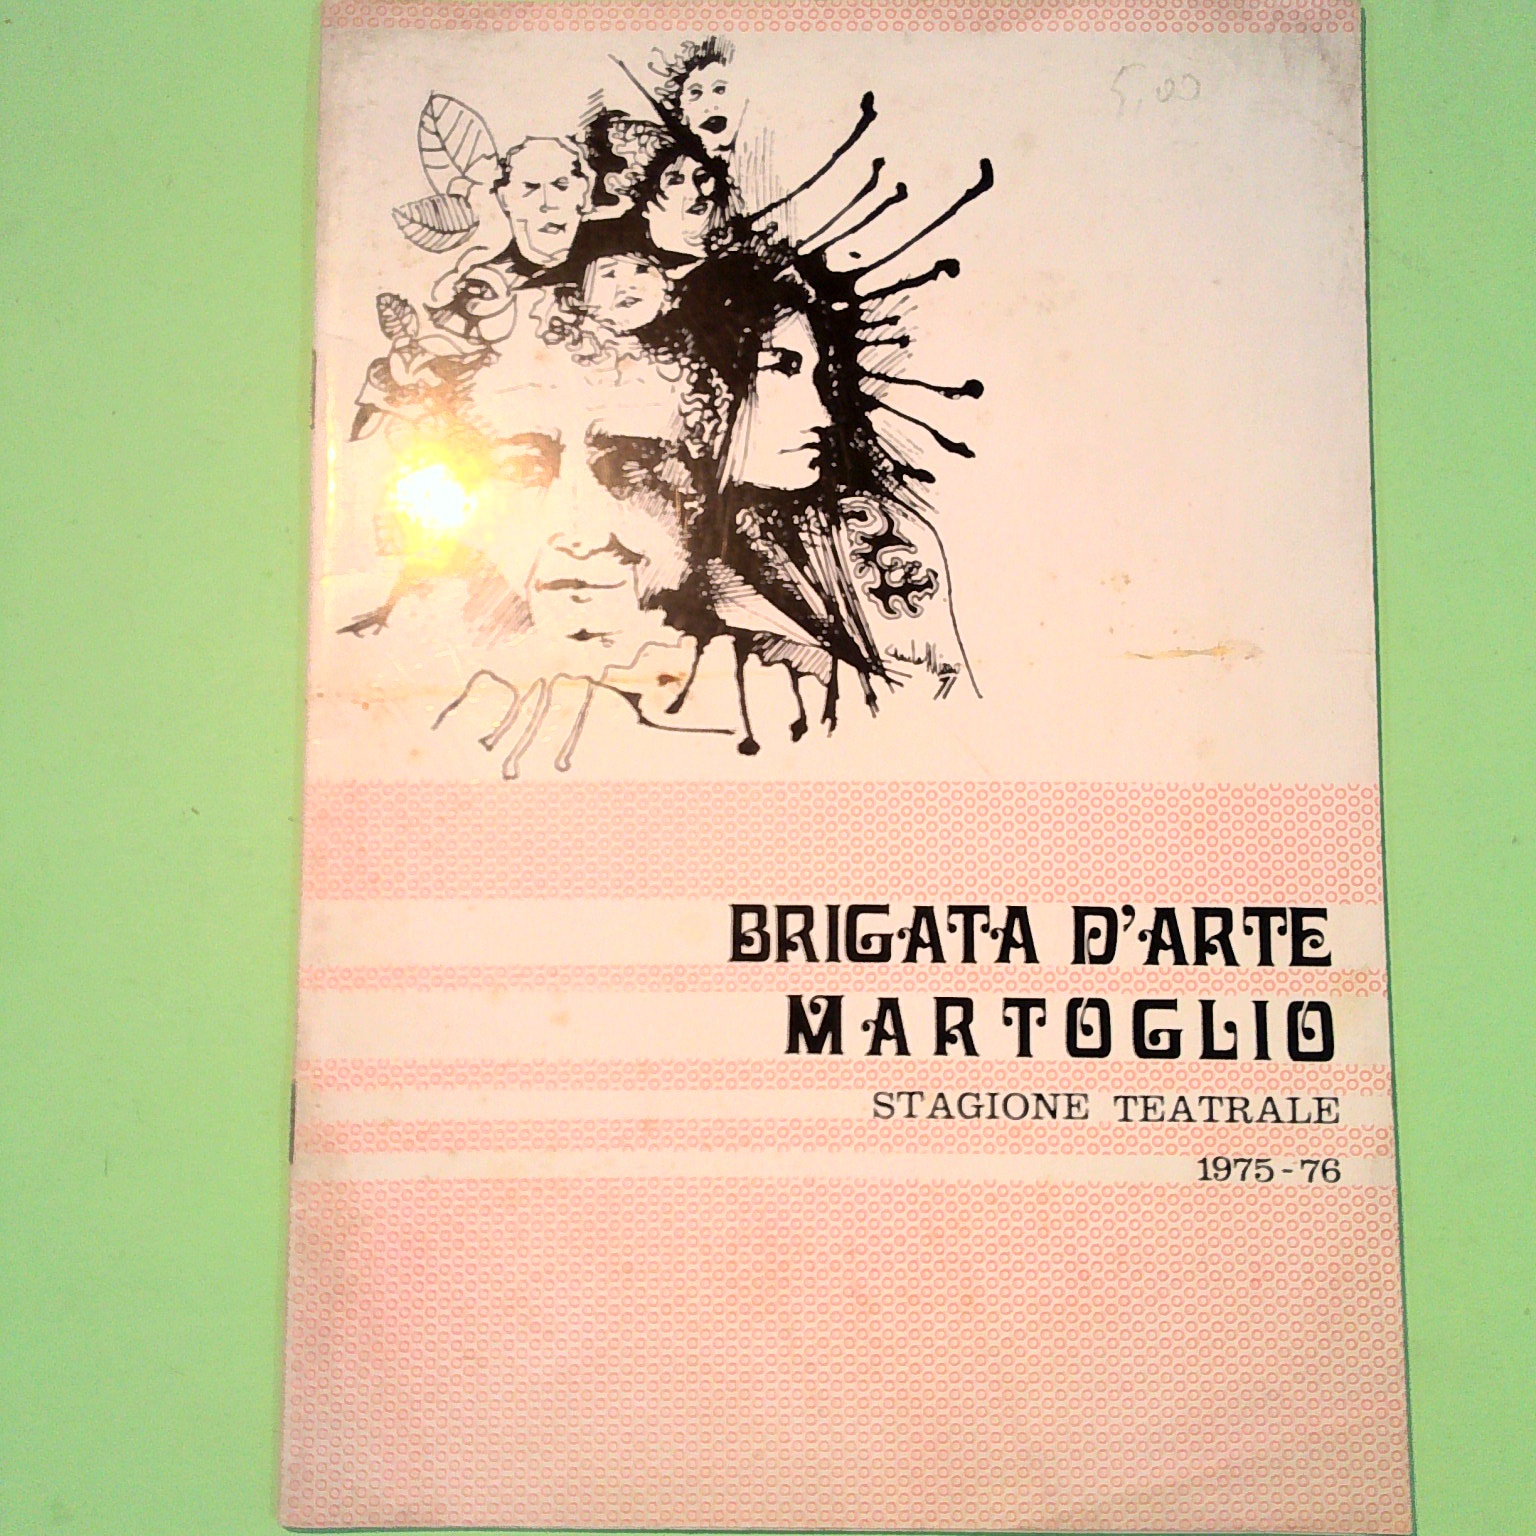 5,00
BRIGATA D'ARTE
MARTOGLIO
STAGIONE TEATRALE
1975-76